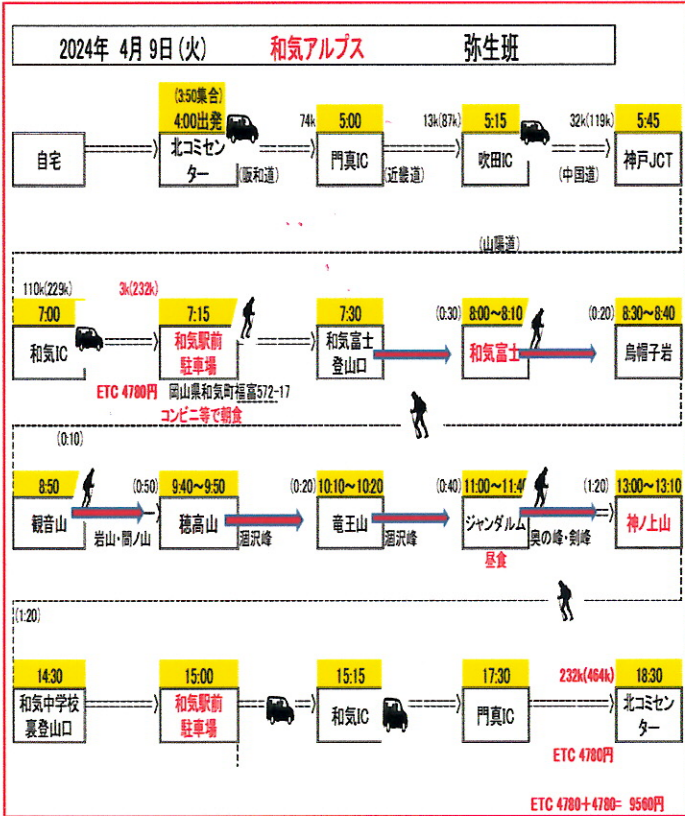 2024年 4月 9日(火) 和気アルプス 弥生班
(3:50集合)
4:00出発
74k
5:00
13k(87k)
5:15
32k(119k)
5:45
自宅
北コミセンター
(阪和道)
門真IC
(近畿道)
吹田IC
(中国道)
神戸JCT
(山陽道)
110k(229k)
7:00
3k(232k)
7:15
7:30
(0:30)
8:00〜8:10
(0:20)
8:30〜8:40
和気IC
和気駅前
駐車場
和気富士
登山口
和気富士
烏帽子岩
ETC 4780円
岡山県和気町福富572-17
コンビニ等で朝食
(0:10)
8:50
(0:50)
9:40〜9:50
(0:20)
10:10〜10:20
(0:40)
11:00〜11:40
(1:20)
13:00〜13:10
観音山
岩山・間ノ山
穂高山
涸沢峰
竜王山
涸沢峰
ジャンダルム
奥の峰・剣峰
神ノ上山
昼食
(1:20)
14:30
15:00
15:15
17:30
232k(464k)
18:30
和気中学校
裏登山口
和気駅前
駐車場
和気IC
門真IC
北コミセンター
ETC 4780円
ETC 4780+4780= 9560円